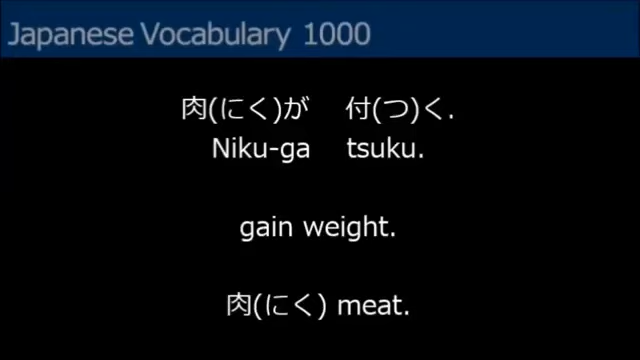 Japanese Vocabulary 1000
肉(にく)が 付(つ)く.
Niku-ga tsuku.
gain weight.
肉(にく) meat.